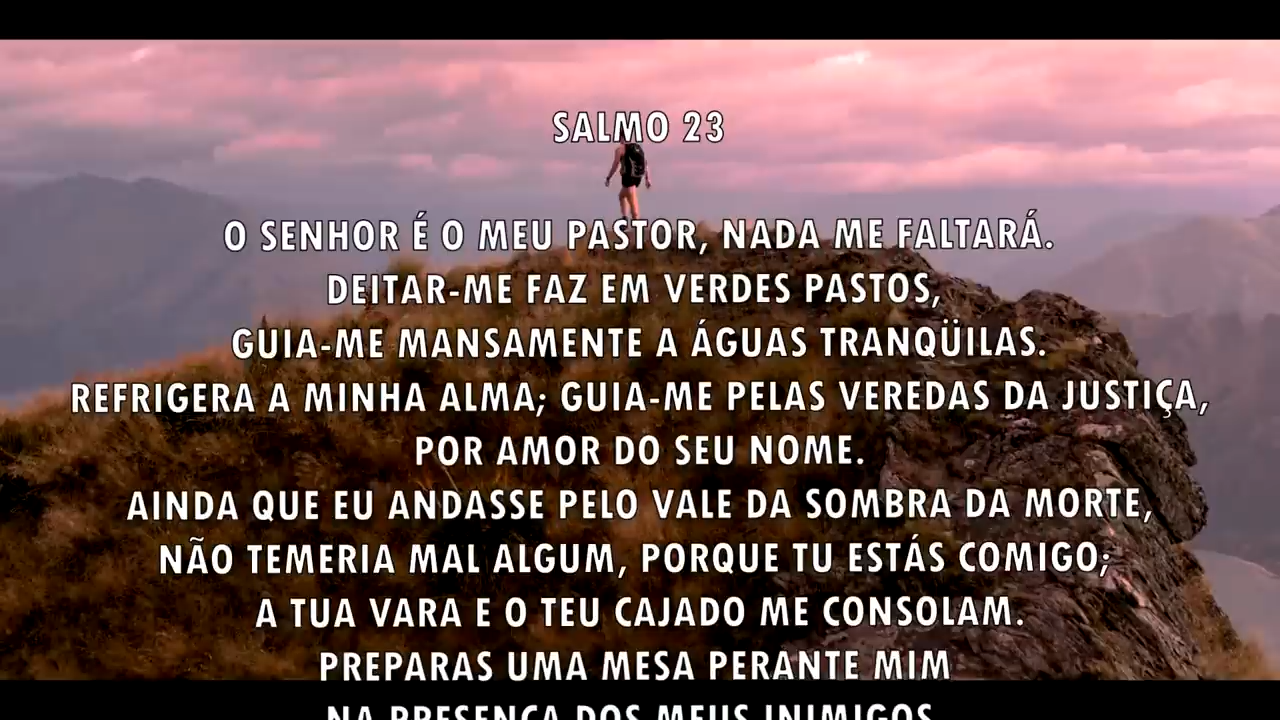 SALMO 23
O SENHOR É O MEU PASTOR, NADA ME FALTARÁ.
DEITAR-ME FAZ EM VERDES PASTOS,
GUIA-ME MANSAMENTE A ÁGUAS TRANQÜILAS.
REFRIGERA A MINHA ALMA; GUIA-ME PELAS VEREDAS DA JUSTIÇA,
POR AMOR DO SEU NOME.
AINDA QUE EU ANDASSE PELO VALE DA SOMBRA DA MORTE,
NÃO TEMERIA MAL ALGUM, PORQUE TU ESTÁS COMIGO;
A TUA VARA E O TEU CAJADO ME CONSOLAM.
PREPARAS UMA MESA PERANTE MIM
NA PRESENÇA DOS MEUS INIMIGOS